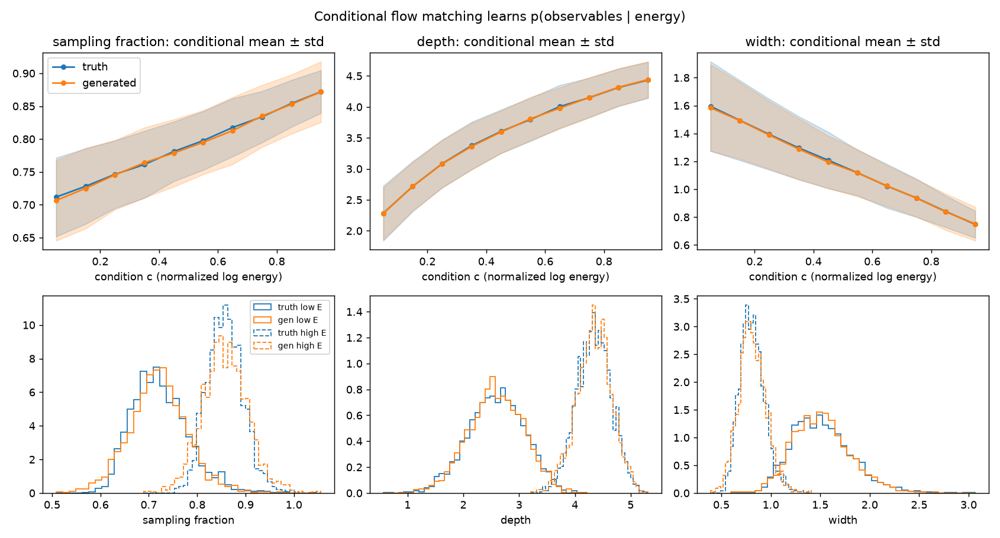 Conditional flow matching learns p(observables | energy)
sampling fraction: conditional mean ± std
truth
generated
0.90
0.85
0.80
0.75
0.70
0.65
0.2 0.4 0.6 0.8
condition c (normalized log energy)
depth: conditional mean ± std
4.5
4.0
3.5
3.0
2.5
2.0
0.2 0.4 0.6 0.8
condition c (normalized log energy)
width: conditional mean ± std
1.8
1.6
1.4
1.2
1.0
0.8
0.6
0.2 0.4 0.6 0.8
condition c (normalized log energy)
truth low E
gen low E
truth high E
gen high E
10
8
6
4
2
0
0.5 0.6 0.7 0.8 0.9 1.0
sampling fraction
1.4
1.2
1.0
0.8
0.6
0.4
0.2
0.0
1 2 3 4 5
depth
3.5
3.0
2.5
2.0
1.5
1.0
0.5
0.0
0.5 1.0 1.5 2.0 2.5 3.0
width